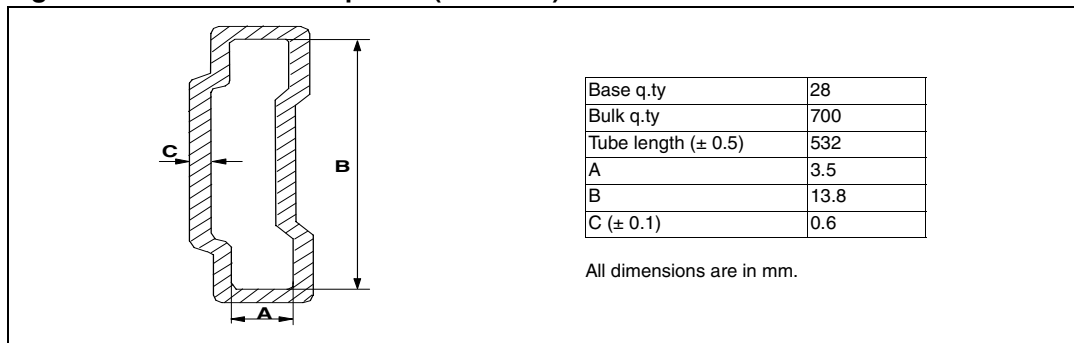 C
B
A
Base q.ty 28
Bulk q.ty 700
Tube length (± 0.5) 532
A 3.5
B 13.8
C (± 0.1) 0.6
All dimensions are in mm.